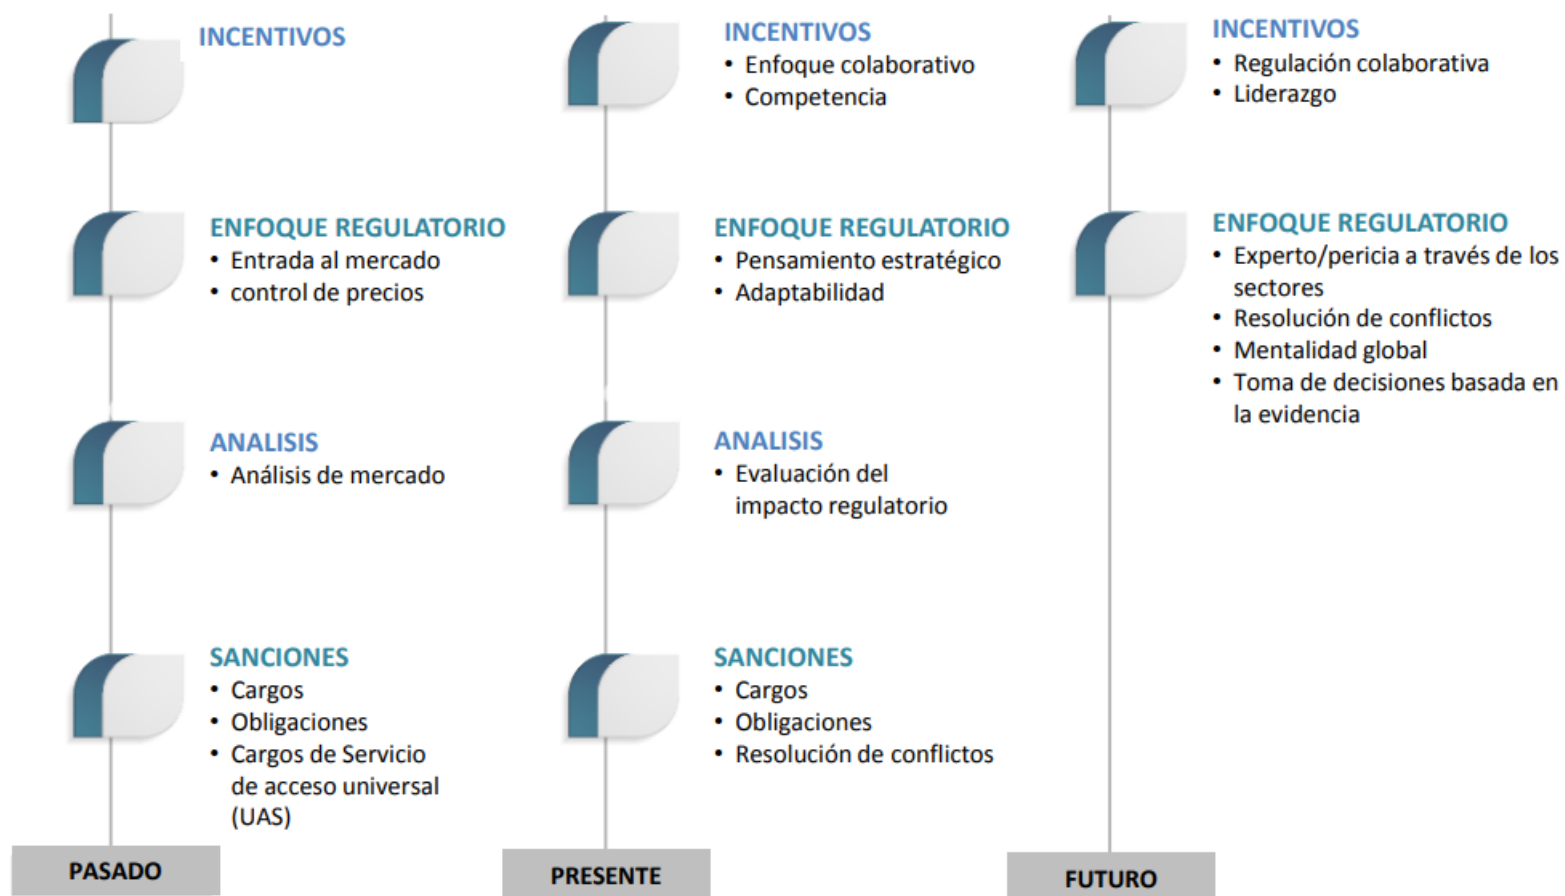 INCENTIVOS
ENFOQUE REGULATORIO
• Entrada al mercado
• control de precios
ANALISIS
• Análisis de mercado
SANCIONES
• Cargos
• Obligaciones
• Cargos de Servicio
de acceso universal
(UAS)
PASADO
INCENTIVOS
• Enfoque colaborativo
• Competencia
ENFOQUE REGULATORIO
• Pensamiento estratégico
• Adaptabilidad
ANALISIS
• Evaluación del
impacto regulatorio
SANCIONES
• Cargos
• Obligaciones
• Resolución de conflictos
PRESENTE
INCENTIVOS
• Regulación colaborativa
• Liderazgo
ENFOQUE REGULATORIO
• Experto/pericia a través de los
sectores
• Resolución de conflictos
• Mentalidad global
• Toma de decisiones basada en
la evidencia
FUTURO